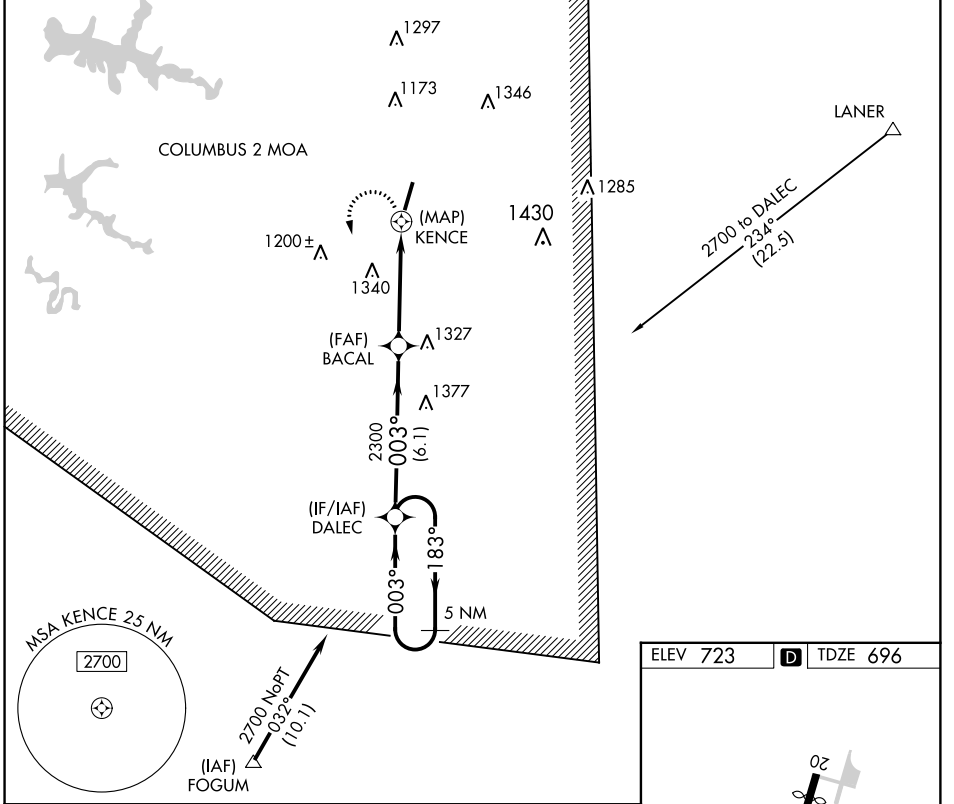 1297
1173
1346
LANER
COLUMBUS 2 MOA
1285
2700 to DALEC
234°
(22.5)
(MAP)
KENCE
1430
1200 ±
1340
(FAF)
BACAL
1327
1377
2300
003°
(6.1)
(IF/IAF)
DALEC
183°
003°
5 NM
MSA KENCE 25 NM
2700
2700 NoPT
032°
(10.1)
(IAF)
FOGUM
ELEV 723 D TDZE 696
20